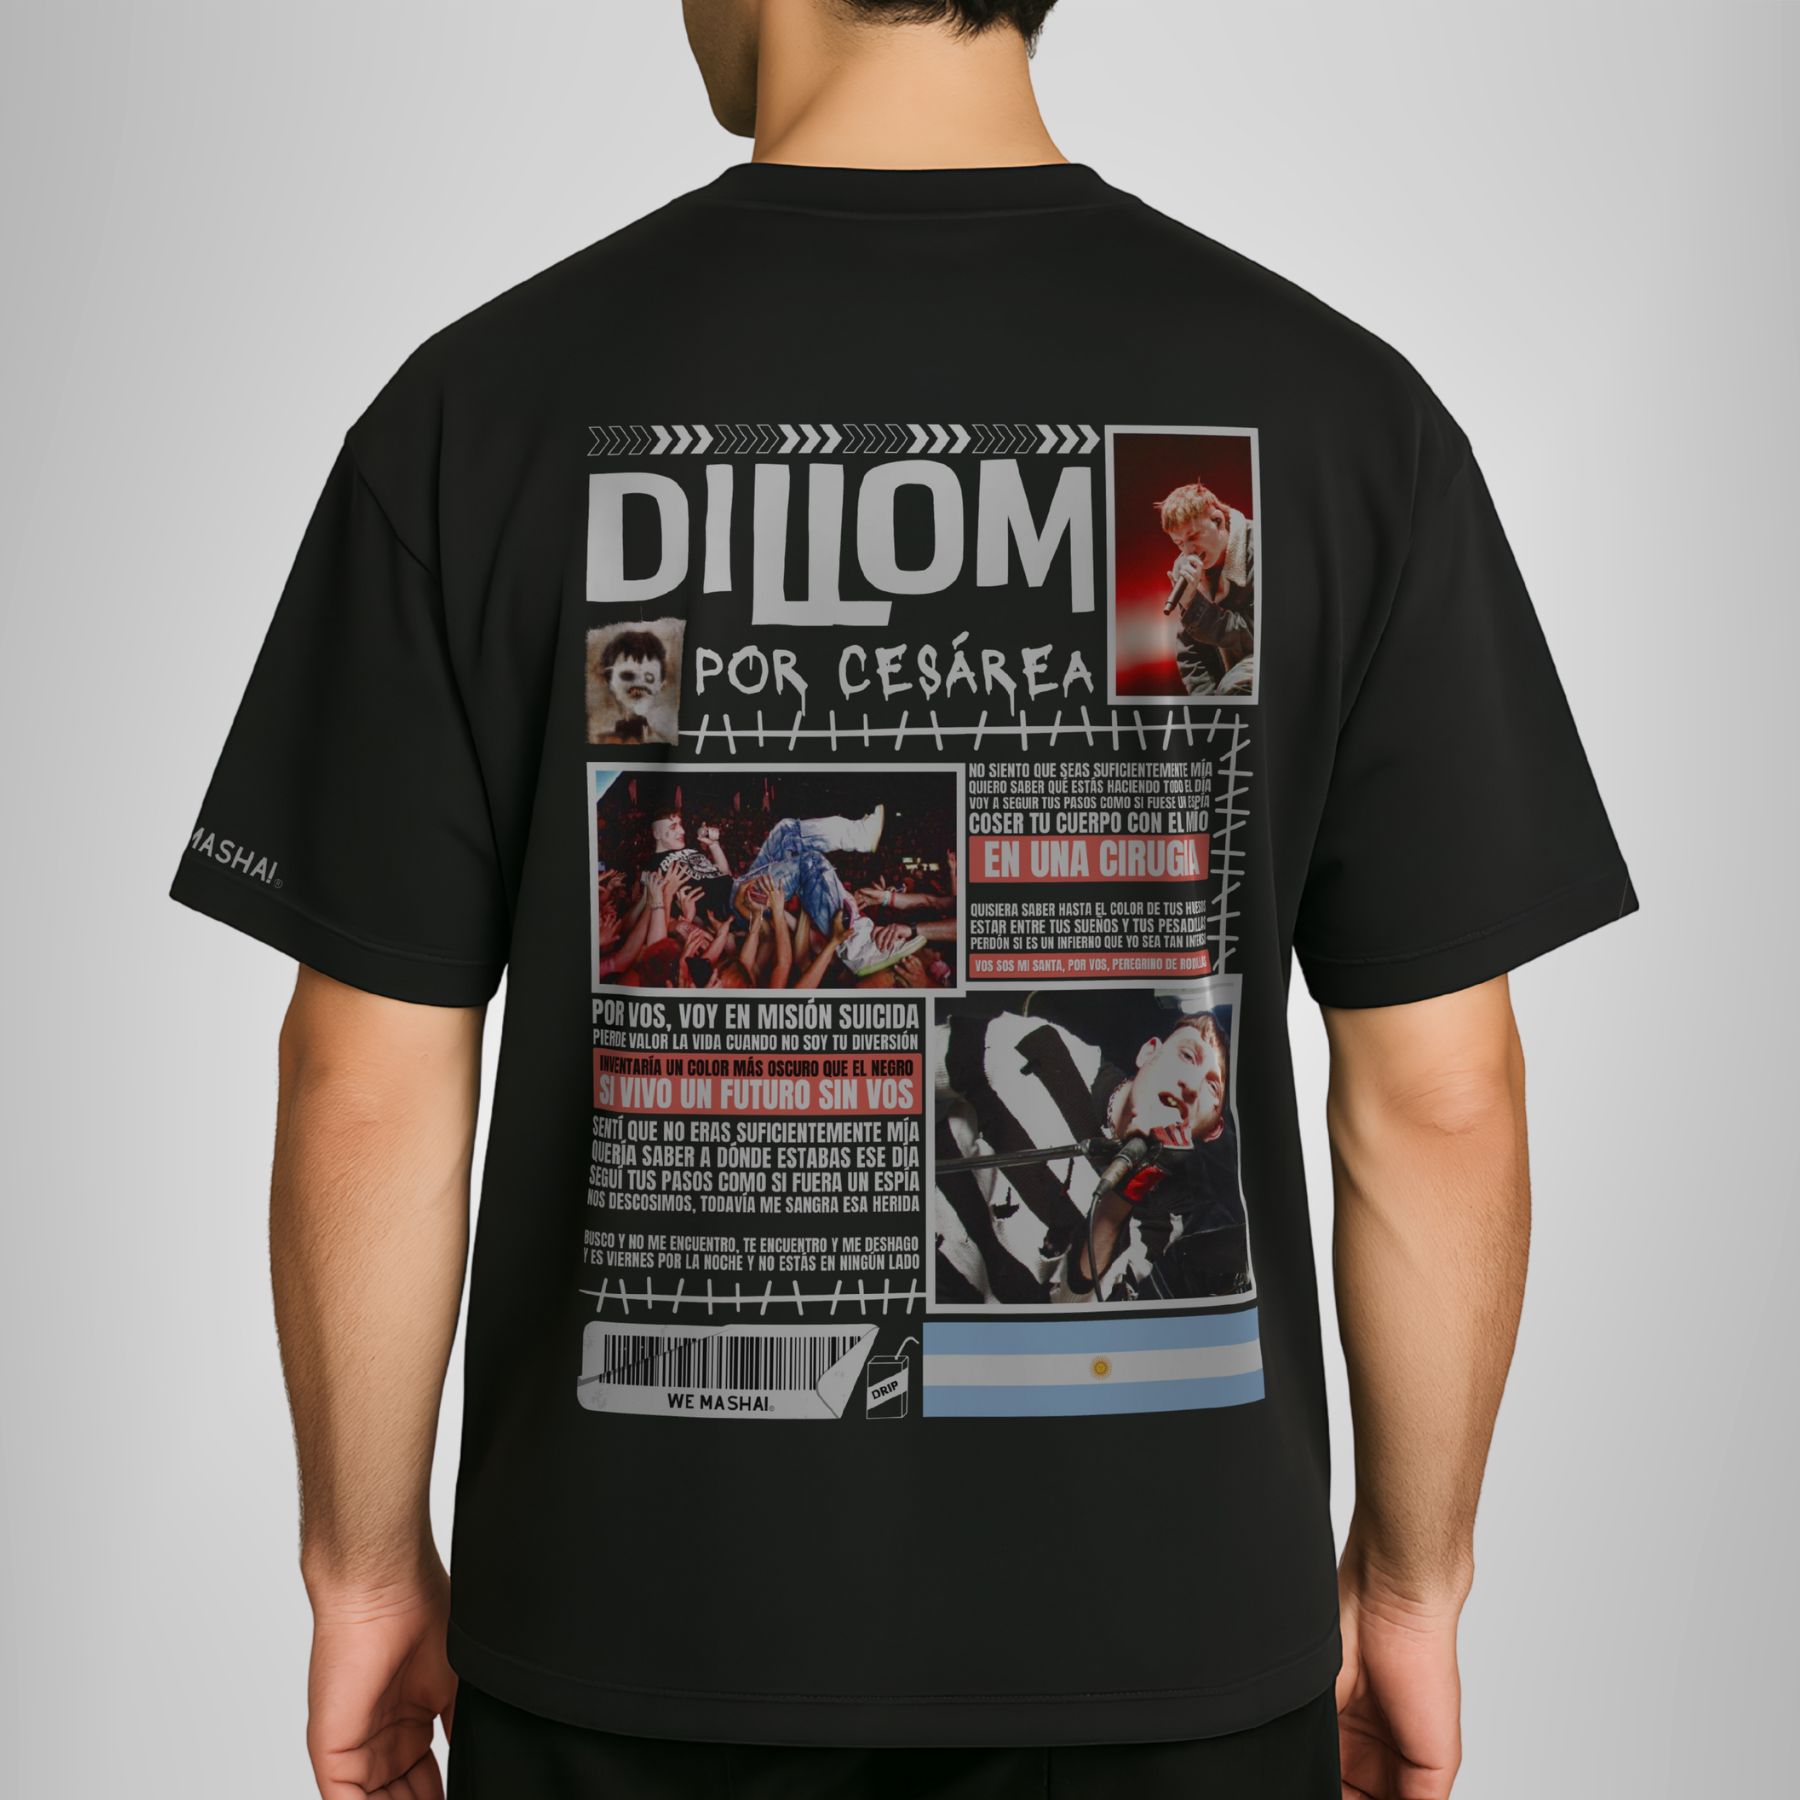 DILLOM
POR CESÁREA
NO SIENTO QUE SEAS SUFICIENTEMENTE MÍA
QUIERO SABER QUÉ ESTÁS HACIENDO TODO EL DÍA
VOY A SEGUIR TUS PASOS COMO SI FUESE UN ESPÍA
COSER TU CUERPO CON EL MÍO
EN UNA CIRUGÍA
QUISIERA SABER HASTA EL COLOR DE TUS HUESOS
ESTAR ENTRE TUS SUEÑOS Y TUS PESADILLAS
PERDÓN SI ES UN INFIERNO QUE YO SEA TAN INTENSO
VOS SOS MI SANTA, POR VOS, PEREGRINO DE RODILLAS
POR VOS, VOY EN MISIÓN SUICIDA
PIERDE VALOR LA VIDA CUANDO NO SOY TU DIVERSIÓN
INVENTARÍA UN COLOR MÁS OSCURO QUE EL NEGRO
SI VIVO UN FUTURO SIN VOS
SENTÍ QUE NO ERAS SUFICIENTEMENTE MÍA
QUERÍA SABER A DÓNDE ESTABAS ESE DÍA
SEGUÍ TUS PASOS COMO SI FUERA UN ESPÍA
NOS DESCOSIMOS, TODAVÍA ME SANGRA ESA HERIDA
BUSCO Y NO ME ENCUENTRO, TE ENCUENTRO Y ME DESHAGO
Y ES VIERNES POR LA NOCHE Y NO ESTÁS EN NINGÚN LADO
WE MASHA!®
DRIP
MASHA!®